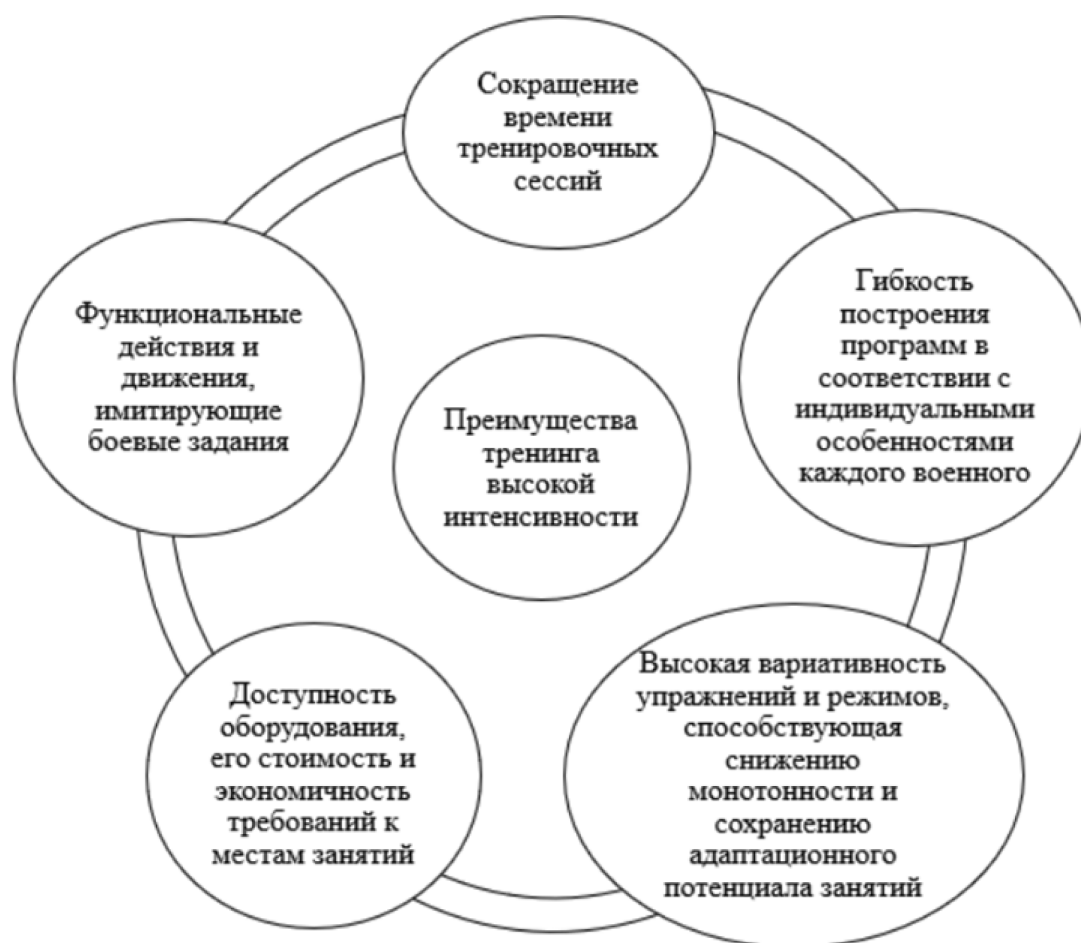 Сокращение
времени
тренировочных
сессий
Гибкость
построения
программ в
соответствии с
индивидуальными
особенностями
каждого военного
Функциональные
действия и
движения,
имитирующие
боевые задания
Преимущества
тренинга
высокой
интенсивности
Высокая вариативность
упражнений и режимов,
способствующая
снижению
монотонности и
сохранению
адаптационного
потенциала занятий
Доступность
оборудования,
его стоимость и
экономичность
требований к
местам занятий